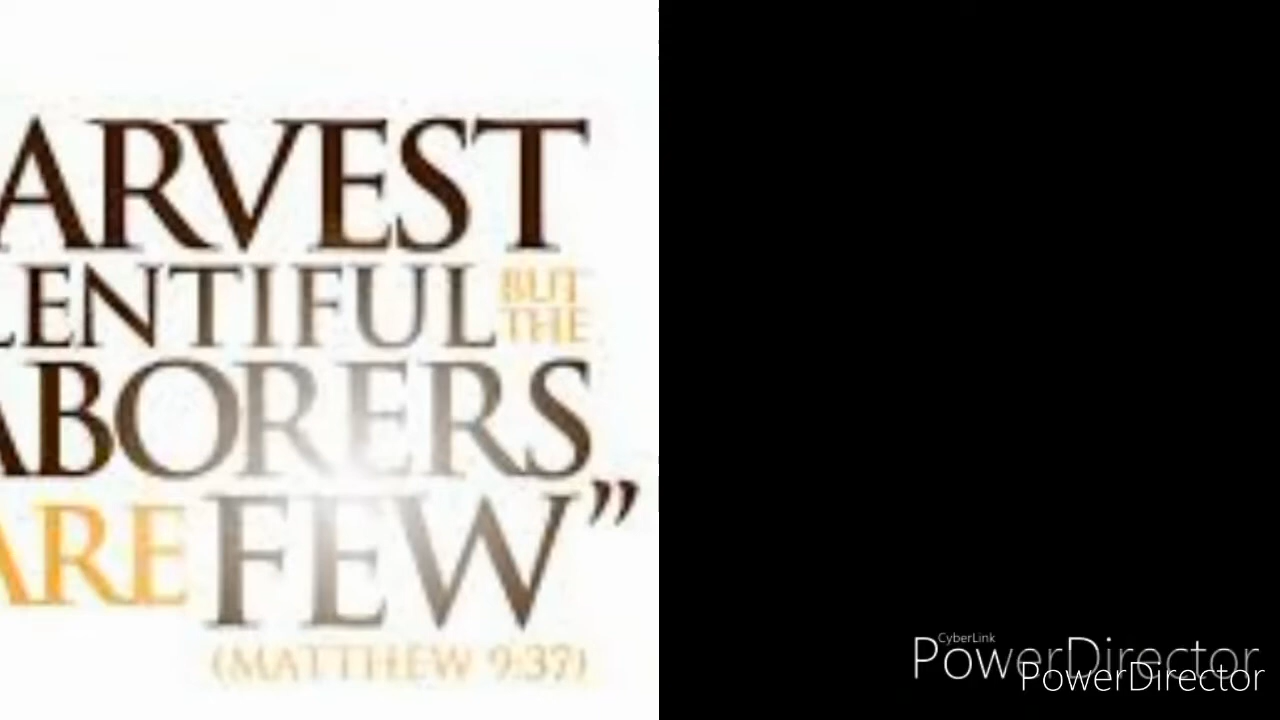 ARVEST
LENTIFUL BUT THE
ABORERS
ARE FEW”
(MATTHEW 9:37)
CyberLink
PowerDirector
PowerDirector